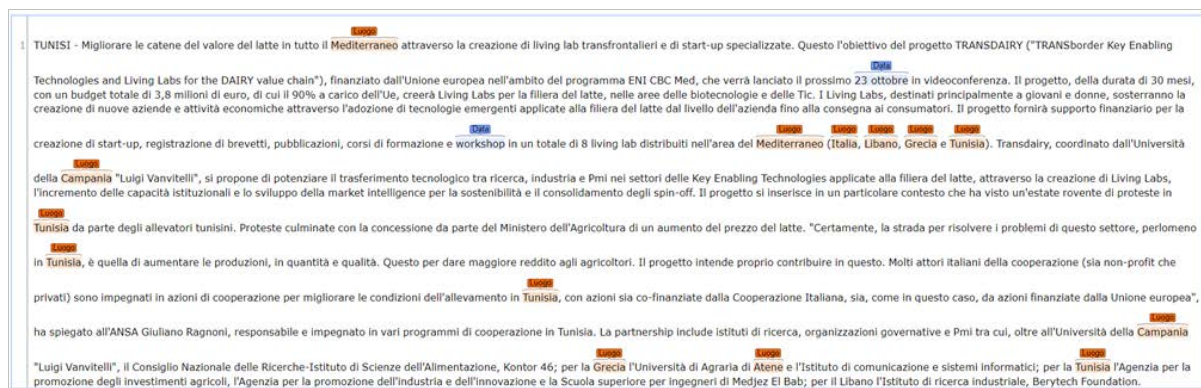 Luogo
1 TUNISI - Migliorare le catene del valore del latte in tutto il Mediterraneo attraverso la creazione di living lab transfrontalieri e di start-up specializzate. Questo l'obiettivo del progetto TRANSDAIRY ("TRANSborder Key Enabling
Data
Technologies and Living Labs for the DAIRY value chain"), finanziato dall'Unione europea nell'ambito del programma ENI CBC Med, che verrà lanciato il prossimo 23 ottobre in videoconferenza. Il progetto, della durata di 30 mesi,
con un budget totale di 3,8 milioni di euro, di cui il 90% a carico dell'Ue, creerà Living Labs per la filiera del latte, nelle aree delle biotecnologie e delle Tic. I Living Labs, destinati principalmente a giovani e donne, sosterranno la
creazione di nuove aziende e attività economiche attraverso l'adozione di tecnologie emergenti applicate alla filiera del latte dal livello dell'azienda fino alla consegna ai consumatori. Il progetto fornirà supporto finanziario per la
Data Luogo Luogo Luogo Luogo Luogo
creazione di start-up, registrazione di brevetti, pubblicazioni, corsi di formazione e workshop in un totale di 8 living lab distribuiti nell'area del Mediterraneo (Italia, Libano, Grecia e Tunisia). Transdairy, coordinato dall'Università
Luogo
della Campania "Luigi Vanvitelli", si propone di potenziare il trasferimento tecnologico tra ricerca, industria e Pmi nei settori delle Key Enabling Technologies applicate alla filiera del latte, attraverso la creazione di Living Labs,
l'incremento delle capacità istituzionali e lo sviluppo della market intelligence per la sostenibilità e il consolidamento degli spin-off. Il progetto si inserisce in un particolare contesto che ha visto un'estate rovente di proteste in
Luogo
Tunisia da parte degli allevatori tunisini. Proteste culminate con la concessione da parte del Ministero dell'Agricoltura di un aumento del prezzo del latte. "Certamente, la strada per risolvere i problemi di questo settore, perlomeno
Luogo
in Tunisia, è quella di aumentare le produzioni, in quantità e qualità. Questo per dare maggiore reddito agli agricoltori. Il progetto intende proprio contribuire in questo. Molti attori italiani della cooperazione (sia non-profit che
Luogo
privati) sono impegnati in azioni di cooperazione per migliorare le condizioni dell'allevamento in Tunisia, con azioni sia co-finanziate dalla Cooperazione Italiana, sia, come in questo caso, da azioni finanziate dalla Unione europea",
Luogo
ha spiegato all'ANSA Giuliano Ragnoni, responsabile e impegnato in vari programmi di cooperazione in Tunisia. La partnership include istituti di ricerca, organizzazioni governative e Pmi tra cui, oltre all'Università della Campania
Luogo Luogo Luogo
"Luigi Vanvitelli", il Consiglio Nazionale delle Ricerche-Istituto di Scienze dell'Alimentazione, Kontor 46; per la Grecia l'Università di Agraria di Atene e l'Istituto di comunicazione e sistemi informatici; per la Tunisia l'Agenzia per la
promozione degli investimenti agricoli, l'Agenzia per la promozione dell'industria e dell'innovazione e la Scuola superiore per ingegneri di Medjez El Bab; per il Libano l'Istituto di ricerca industriale, Berytech Foundation.